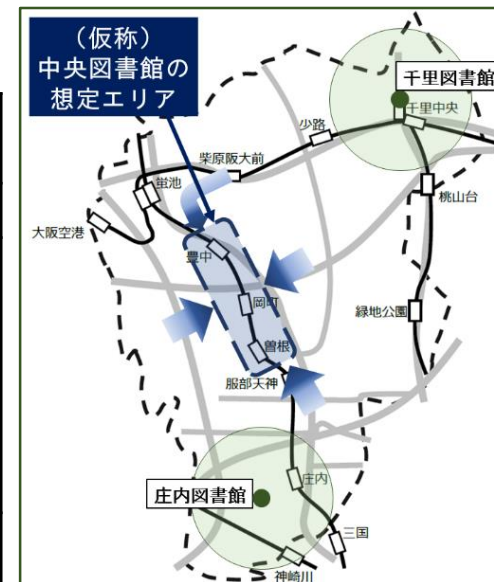 （仮称）
中央図書館の
想定エリア
千里図書館
千里中央
少路
柴原阪大前
蛍池
桃山台
大阪空港
豊中
岡町
緑地公園
曽根
服部天神
庄内
庄内図書館
三国
神崎川